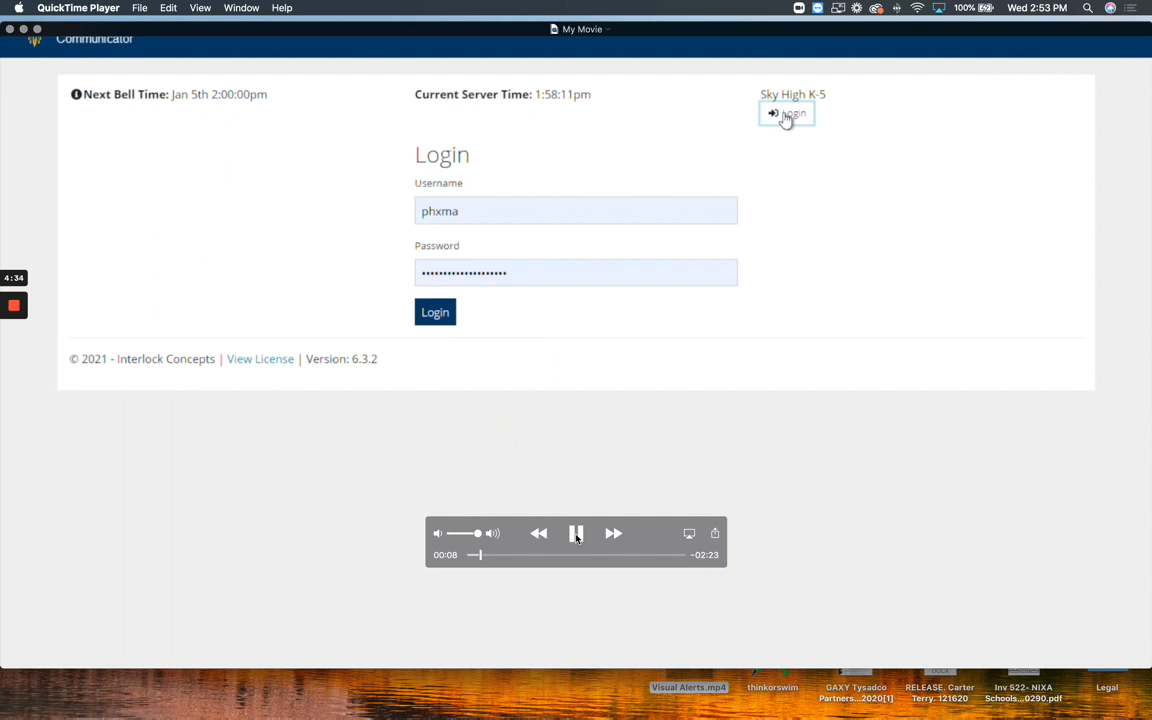 QuickTime Player File Edit View Window Help 100% Wed 2:53 PM
My Movie
Communicator
Next Bell Time: Jan 5th 2:00:00pm
Current Server Time: 1:58:11pm
Sky High K-5
Login
Login
Username
phxma
Password
Login
© 2021 - Interlock Concepts | View License | Version: 6.3.2
4:34
00:08 -02:23
Visual Alerts.mp4
thinkorswim
GAXY Tysadco
Partners...2020[1]
RELEASE. Carter
Terry. 121620
Inv 522- NIXA
Schools...0290.pdf
Legal